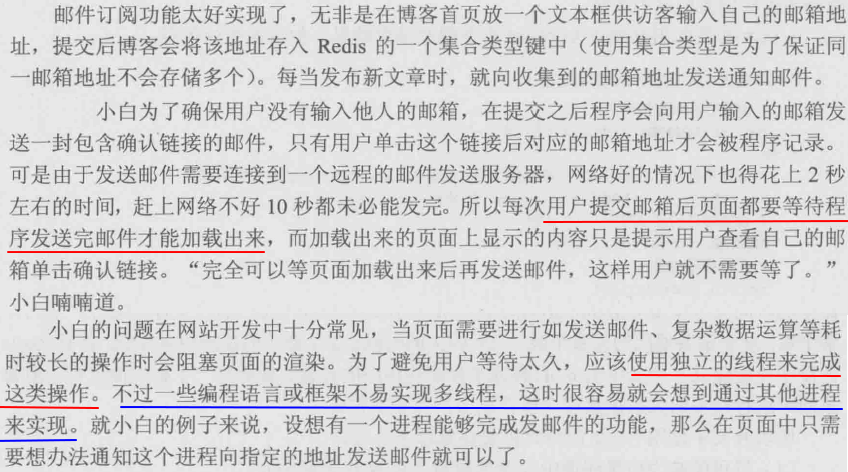 邮件订阅功能太好实现了，无非是在博客首页放一个文本框供访客输入自己的邮箱地
址，提交后博客会将该地址存入 Redis 的一个集合类型键中（使用集合类型是为了保证同
一邮箱地址不会存储多个）。每当发布新文章时，就向收集到的邮箱地址发送通知邮件。
小白为了确保用户没有输入他人的邮箱，在提交之后程序会向用户输入的邮箱发
送一封包含确认链接的邮件，只有用户单击这个链接后对应的邮箱地址才会被程序记录。
可是由于发送邮件需要连接到一个远程的邮件发送服务器，网络好的情况下也得花上 2 秒
左右的时间，赶上网络不好 10 秒都未必能发完。所以每次用户提交邮箱后页面都要等待程
序发送完邮件才能加载出来，而加载出来的页面上显示的内容只是提示用户查看自己的邮
箱单击确认链接。“完全可以等页面加载出来后再发送邮件，这样用户就不需要等了。”
小白喃喃道。
小白的问题在网站开发中十分常见，当页面需要进行如发送邮件、复杂数据运算等耗
时较长的操作时会阻塞页面的渲染。为了避免用户等待太久，应该使用独立的线程来完成
这类操作。不过一些编程语言或框架不易实现多线程，这时很容易就会想到通过其他进程
来实现。就小白的例子来说，设想有一个进程能够完成发邮件的功能，那么在页面中只需
要想办法通知这个进程向指定的地址发送邮件就可以了。